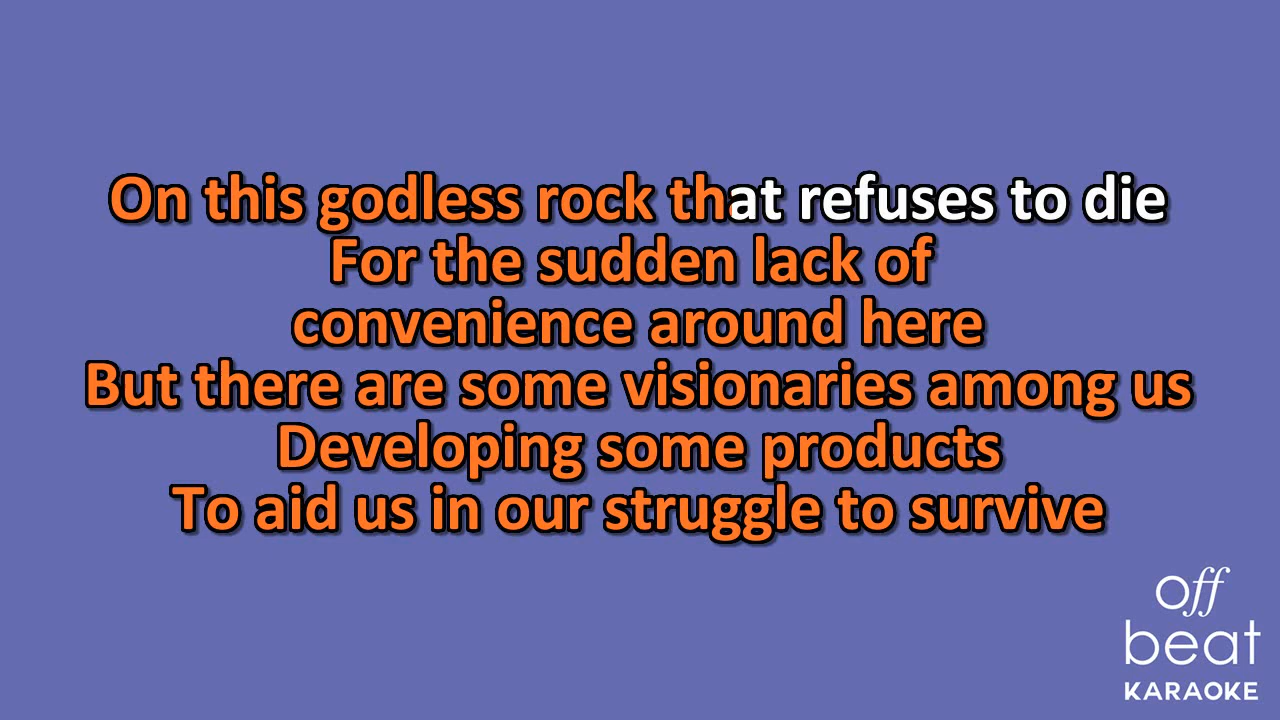 On this godless rock that refuses to die
For the sudden lack of
convenience around here
But there are some visionaries among us
Developing some products
To aid us in our struggle to survive
off
beat
KARAOKE